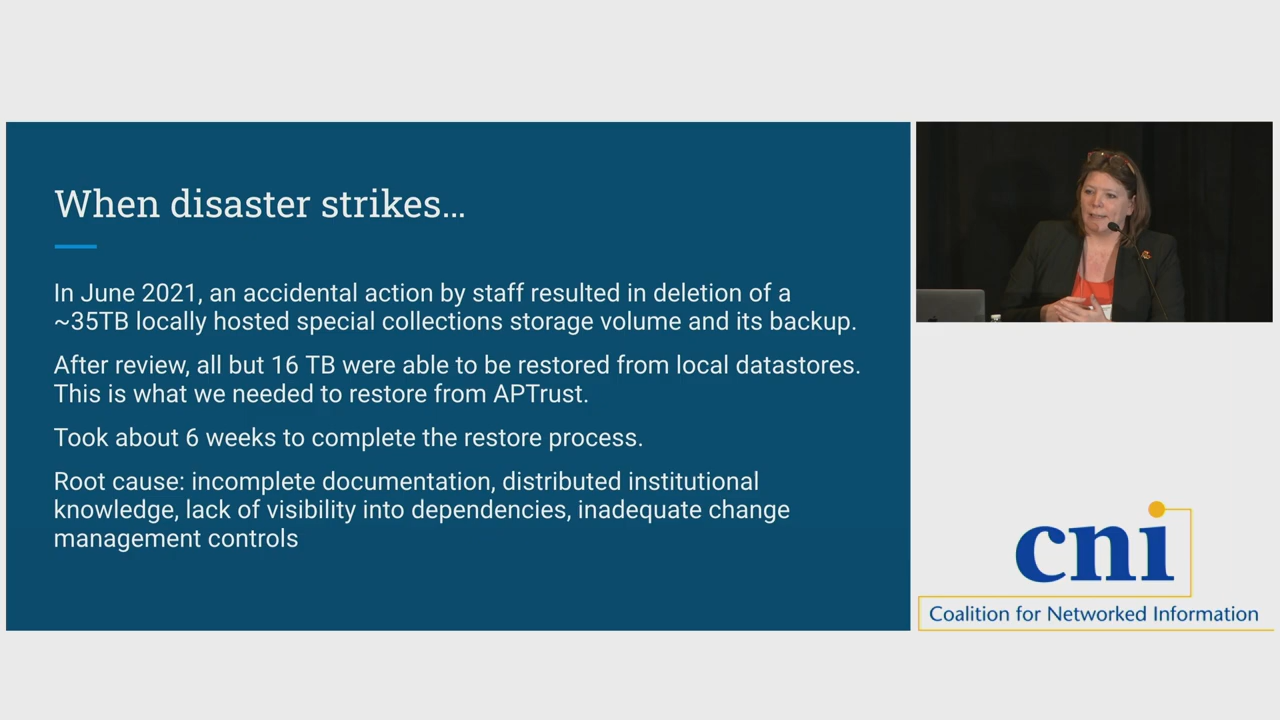 When disaster strikes...
In June 2021, an accidental action by staff resulted in deletion of a
~35TB locally hosted special collections storage volume and its backup.
After review, all but 16 TB were able to be restored from local datastores.
This is what we needed to restore from APTrust.
Took about 6 weeks to complete the restore process.
Root cause: incomplete documentation, distributed institutional
knowledge, lack of visibility into dependencies, inadequate change
management controls
cni
Coalition for Networked Information